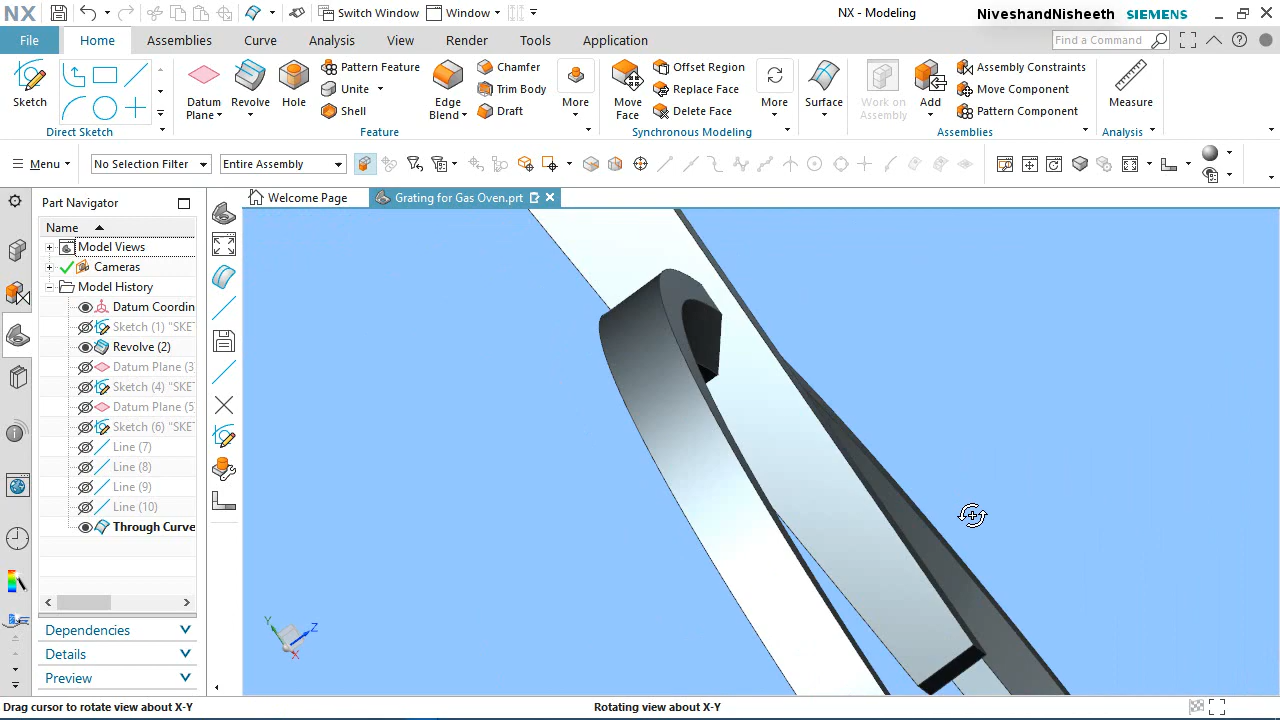 NX
Switch Window
Window
NX - Modeling
NiveshandNisheeth
SIEMENS
File
Home
Assemblies
Curve
Analysis
View
Render
Tools
Application
Find a Command
Sketch
Direct Sketch
Datum
Plane
Revolve
Hole
Pattern Feature
Unite
Shell
Edge
Blend
Chamfer
Trim Body
Draft
More
Feature
Move
Face
Offset Region
Replace Face
Delete Face
More
Synchronous Modeling
Surface
Work on
Assembly
Add
Assembly Constraints
Move Component
Pattern Component
Assemblies
Measure
Analysis
Menu
No Selection Filter
Entire Assembly
Part Navigator
Welcome Page
Grating for Gas Oven.prt
Name
Model Views
Cameras
Model History
Datum Coordin
Sketch (1) "SKE
Revolve (2)
Datum Plane (3
Sketch (4) "SKE
Datum Plane (5
Sketch (6) "SKE
Line (7)
Line (8)
Line (9)
Line (10)
Through Curve
Dependencies
Details
Preview
Y
Z
X
Drag cursor to rotate view about X-Y
Rotating view about X-Y